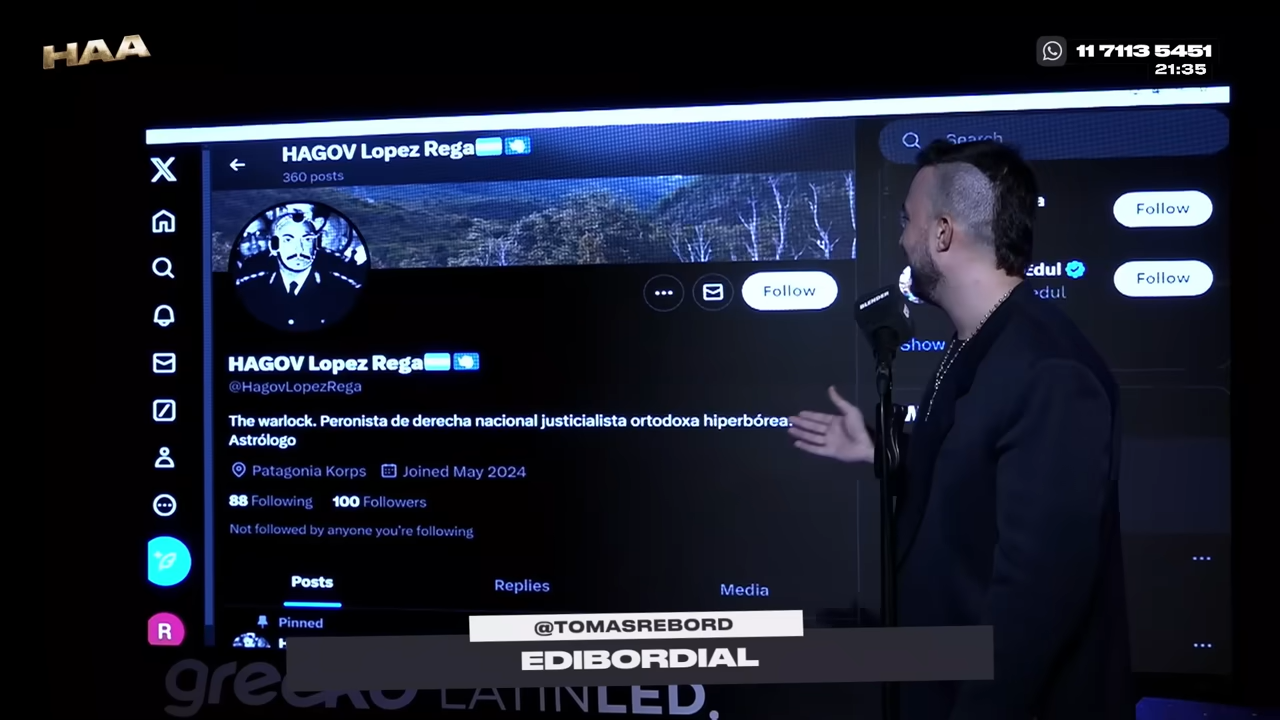 HAA
11 7113 5451
21:35
HAGOV Lopez Rega
360 posts
Search
Follow
Follow
Follow
Show
HAGOV Lopez Rega
@HagovLopezRega
The warlock. Peronista de derecha nacional justicialista ortodoxa hiperbórea.
Astrólogo
Patagonia Korps Joined May 2024
88 Following 100 Followers
Not followed by anyone you're following
Posts Replies Media
Pinned
R
BLENDER
@TOMASREBORD
EDIBORDIAL
LATINLED.